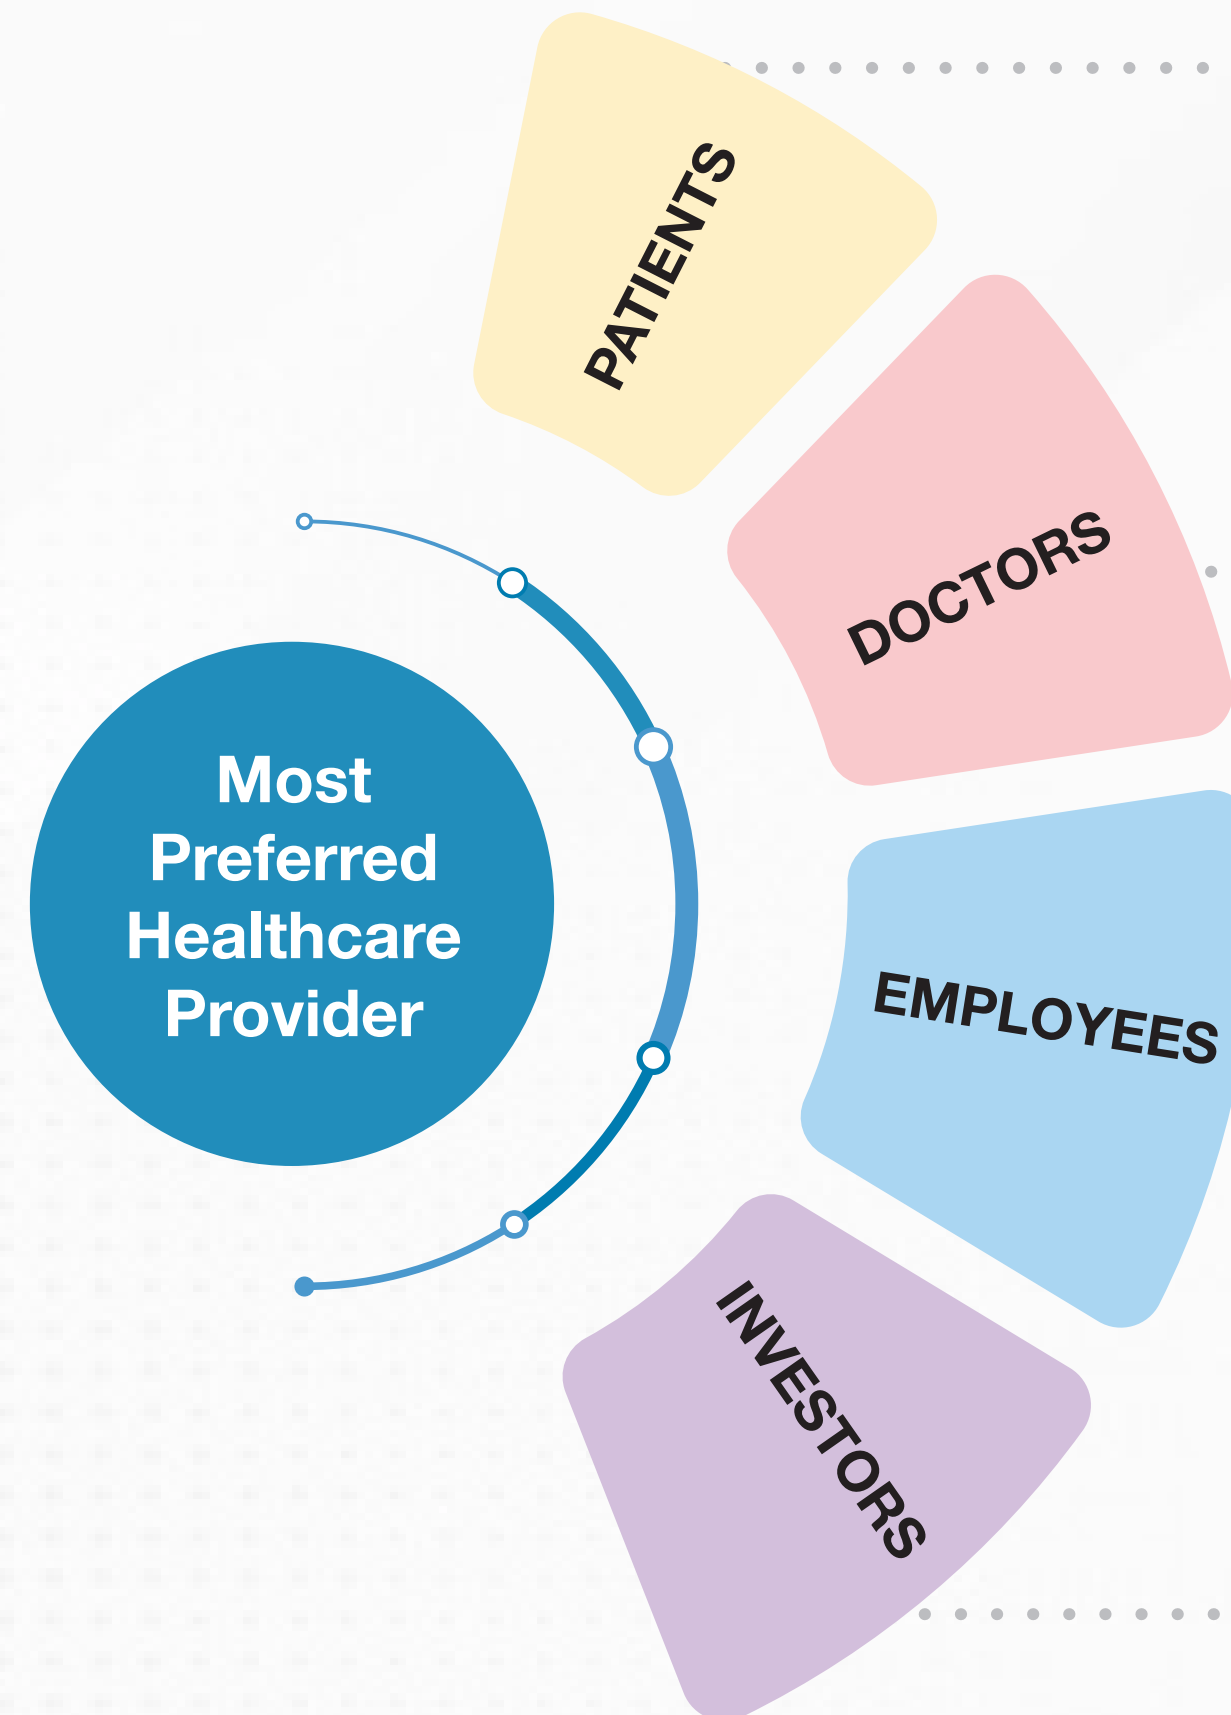 PATIENTS
DOCTORS
Most
Preferred
Healthcare
Provider
EMPLOYEES
INVESTORS